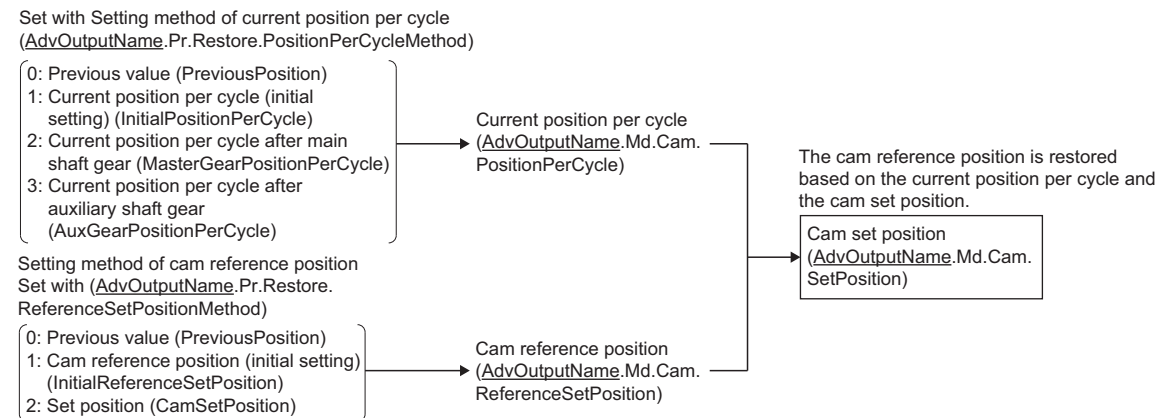 Set with Setting method of current position per cycle
(AdvOutputName.Pr.Restore.PositionPerCycleMethod)
0: Previous value (PreviousPosition)
1: Current position per cycle (initial
setting) (InitialPositionPerCycle)
2: Current position per cycle after main
shaft gear (MasterGearPositionPerCycle)
3: Current position per cycle after
auxiliary shaft gear
(AuxGearPositionPerCycle)
Current position per cycle
(AdvOutputName.Md.Cam.
PositionPerCycle)
Setting method of cam reference position
Set with (AdvOutputName.Pr.Restore.
ReferenceSetPositionMethod)
0: Previous value (PreviousPosition)
1: Cam reference position (initial setting)
(InitialReferenceSetPosition)
2: Set position (CamSetPosition)
Cam reference position
(AdvOutputName.Md.Cam.
ReferenceSetPosition)
The cam reference position is restored
based on the current position per cycle and
the cam set position.
Cam set position
(AdvOutputName.Md.Cam.
SetPosition)